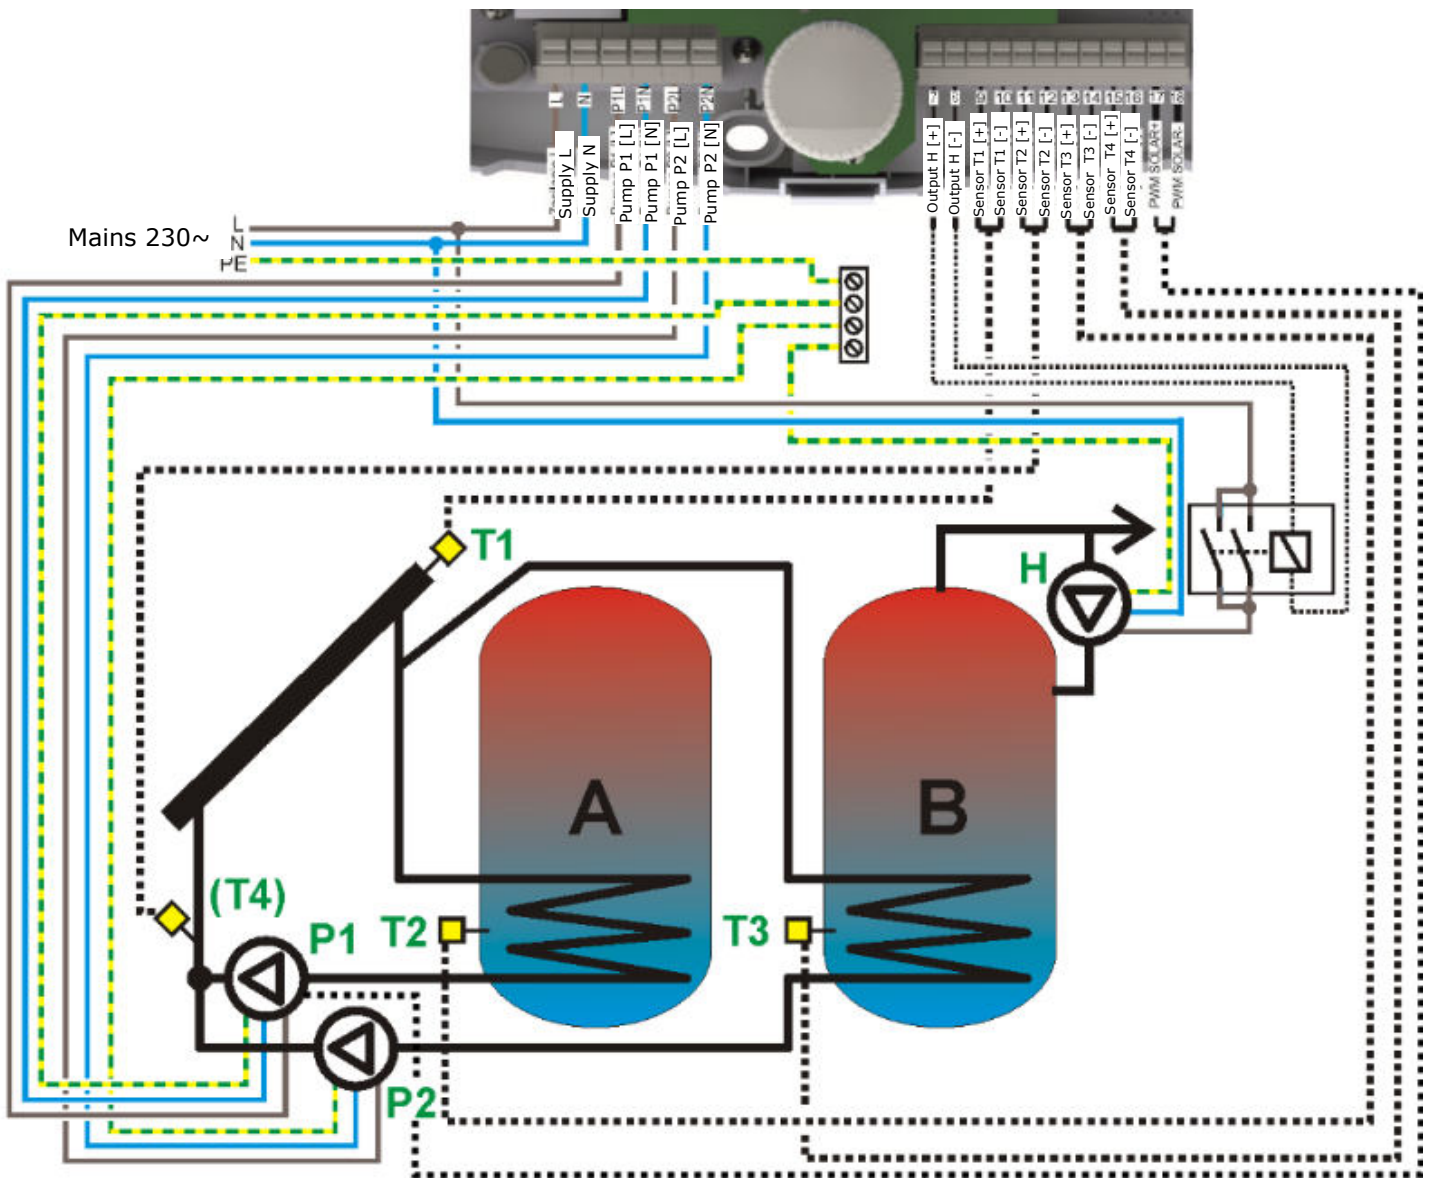 L
N
P1L
P1N
P2L
P2N
7
8
9
10
11
12
13
14
15
16
Supply L
Supply N
Pump P1 [L]
Pump P1 [N]
Pump P2 [L]
Pump P2 [N]
Output H [+]
Output H [-]
Sensor T1 [+]
Sensor T1 [-]
Sensor T2 [+]
Sensor T2 [-]
Sensor T3 [+]
Sensor T3 [-]
Sensor T4 [+]
Sensor T4 [-]
PWM SOLAR+
PWM SOLAR-
Mains 230~
L
N
PE
T1
H
A
B
(T4)
P1
T2
T3
P2